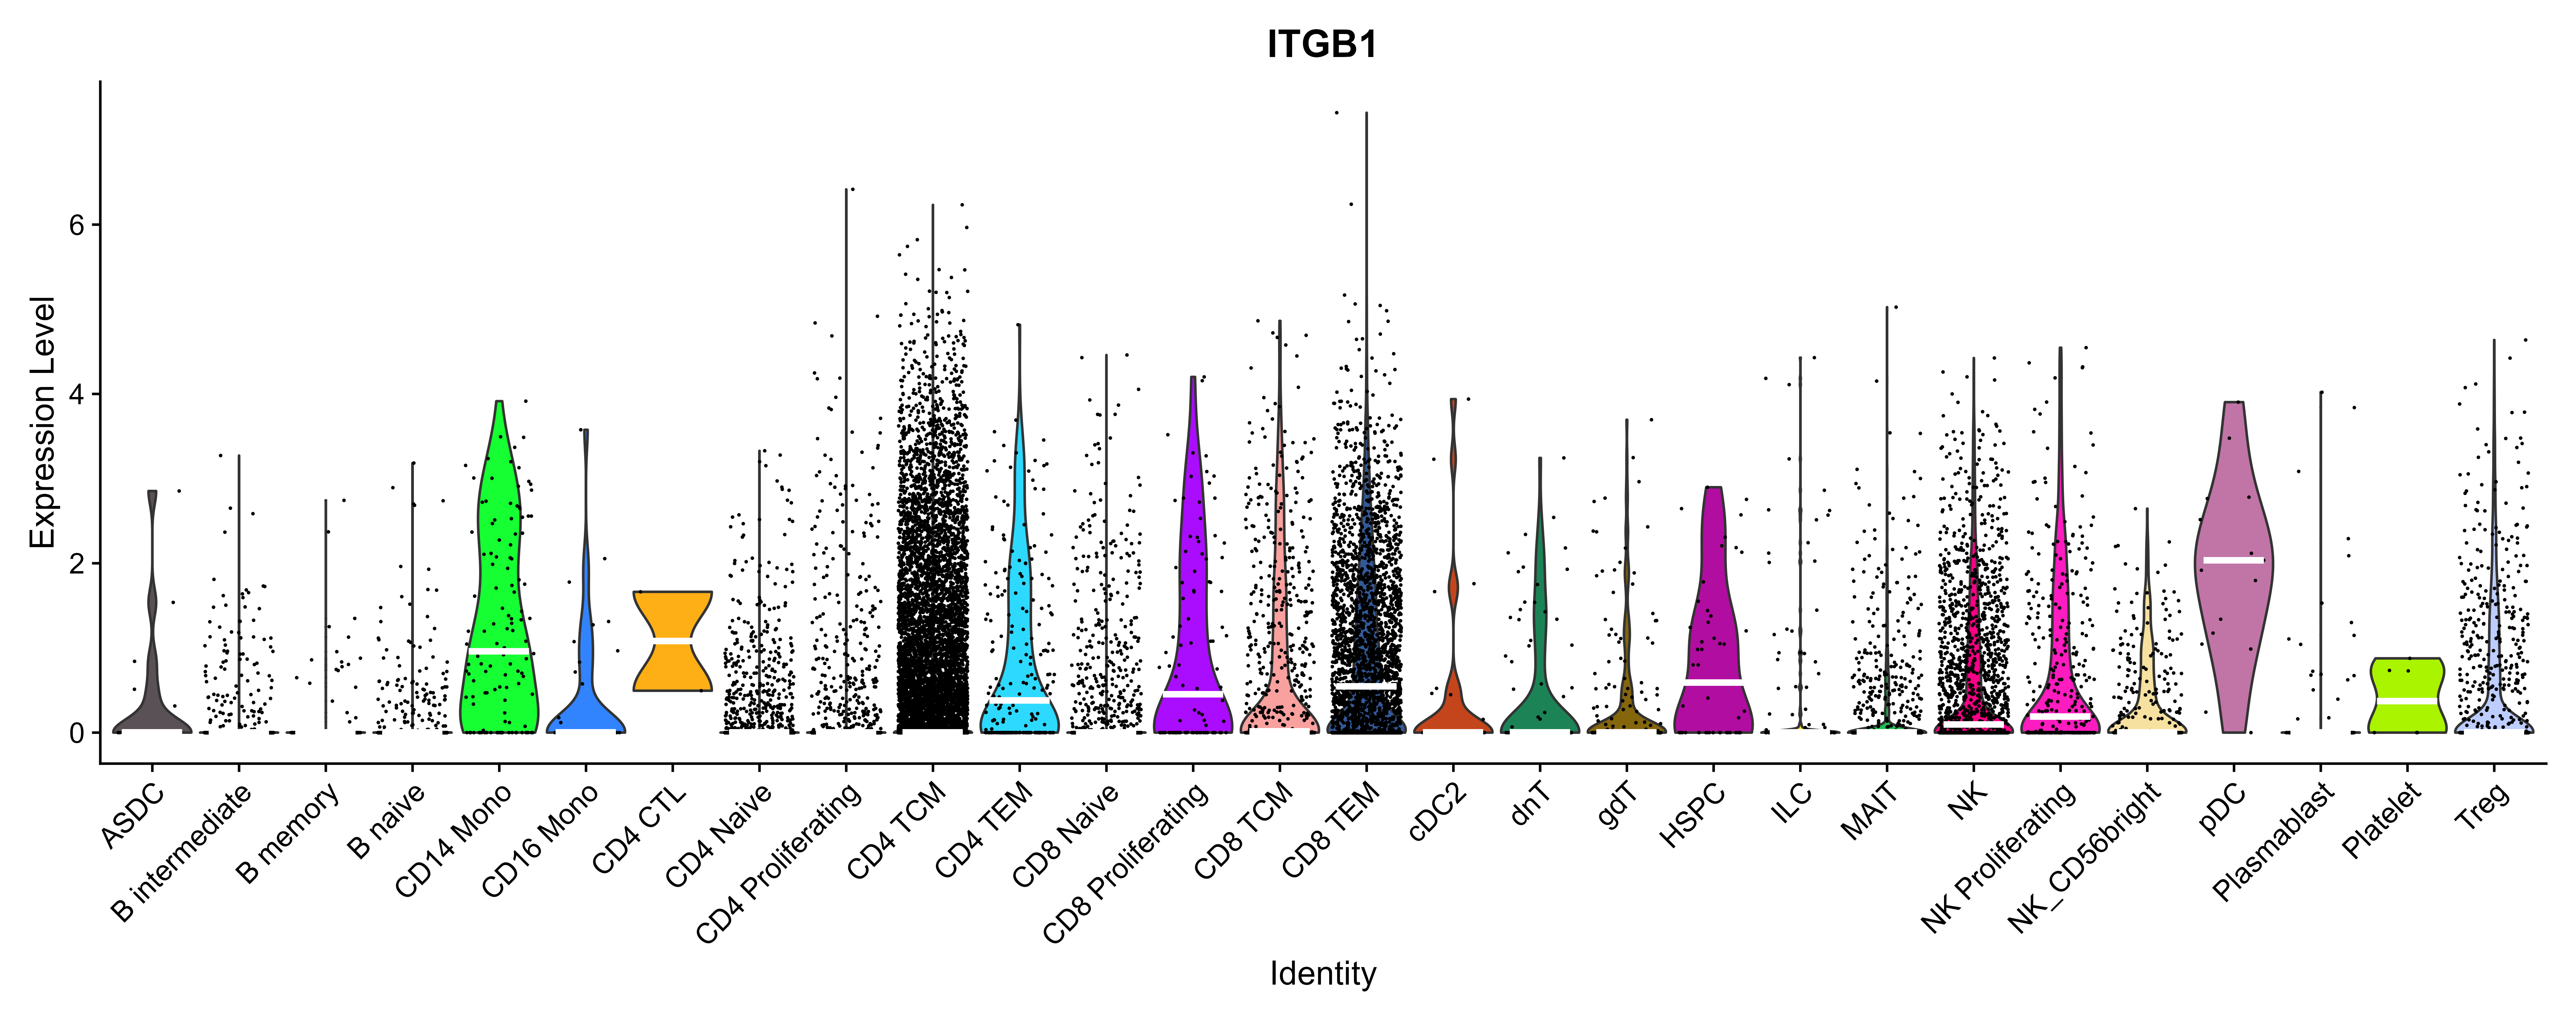 ITGB1
Expression Level
6
4
2
0
ASDC
B intermediate
B memory
B naive
CD14 Mono
CD16 Mono
CD4 CTL
CD4 Naive
CD4 Proliferating
CD4 TCM
CD4 TEM
CD8 Naive
CD8 Proliferating
CD8 TCM
CD8 TEM
cDC2
dnT
gdT
HSPC
ILC
MAIT
NK
NK Proliferating
NK_CD56bright
pDC
Plasmablast
Platelet
Treg
Identity